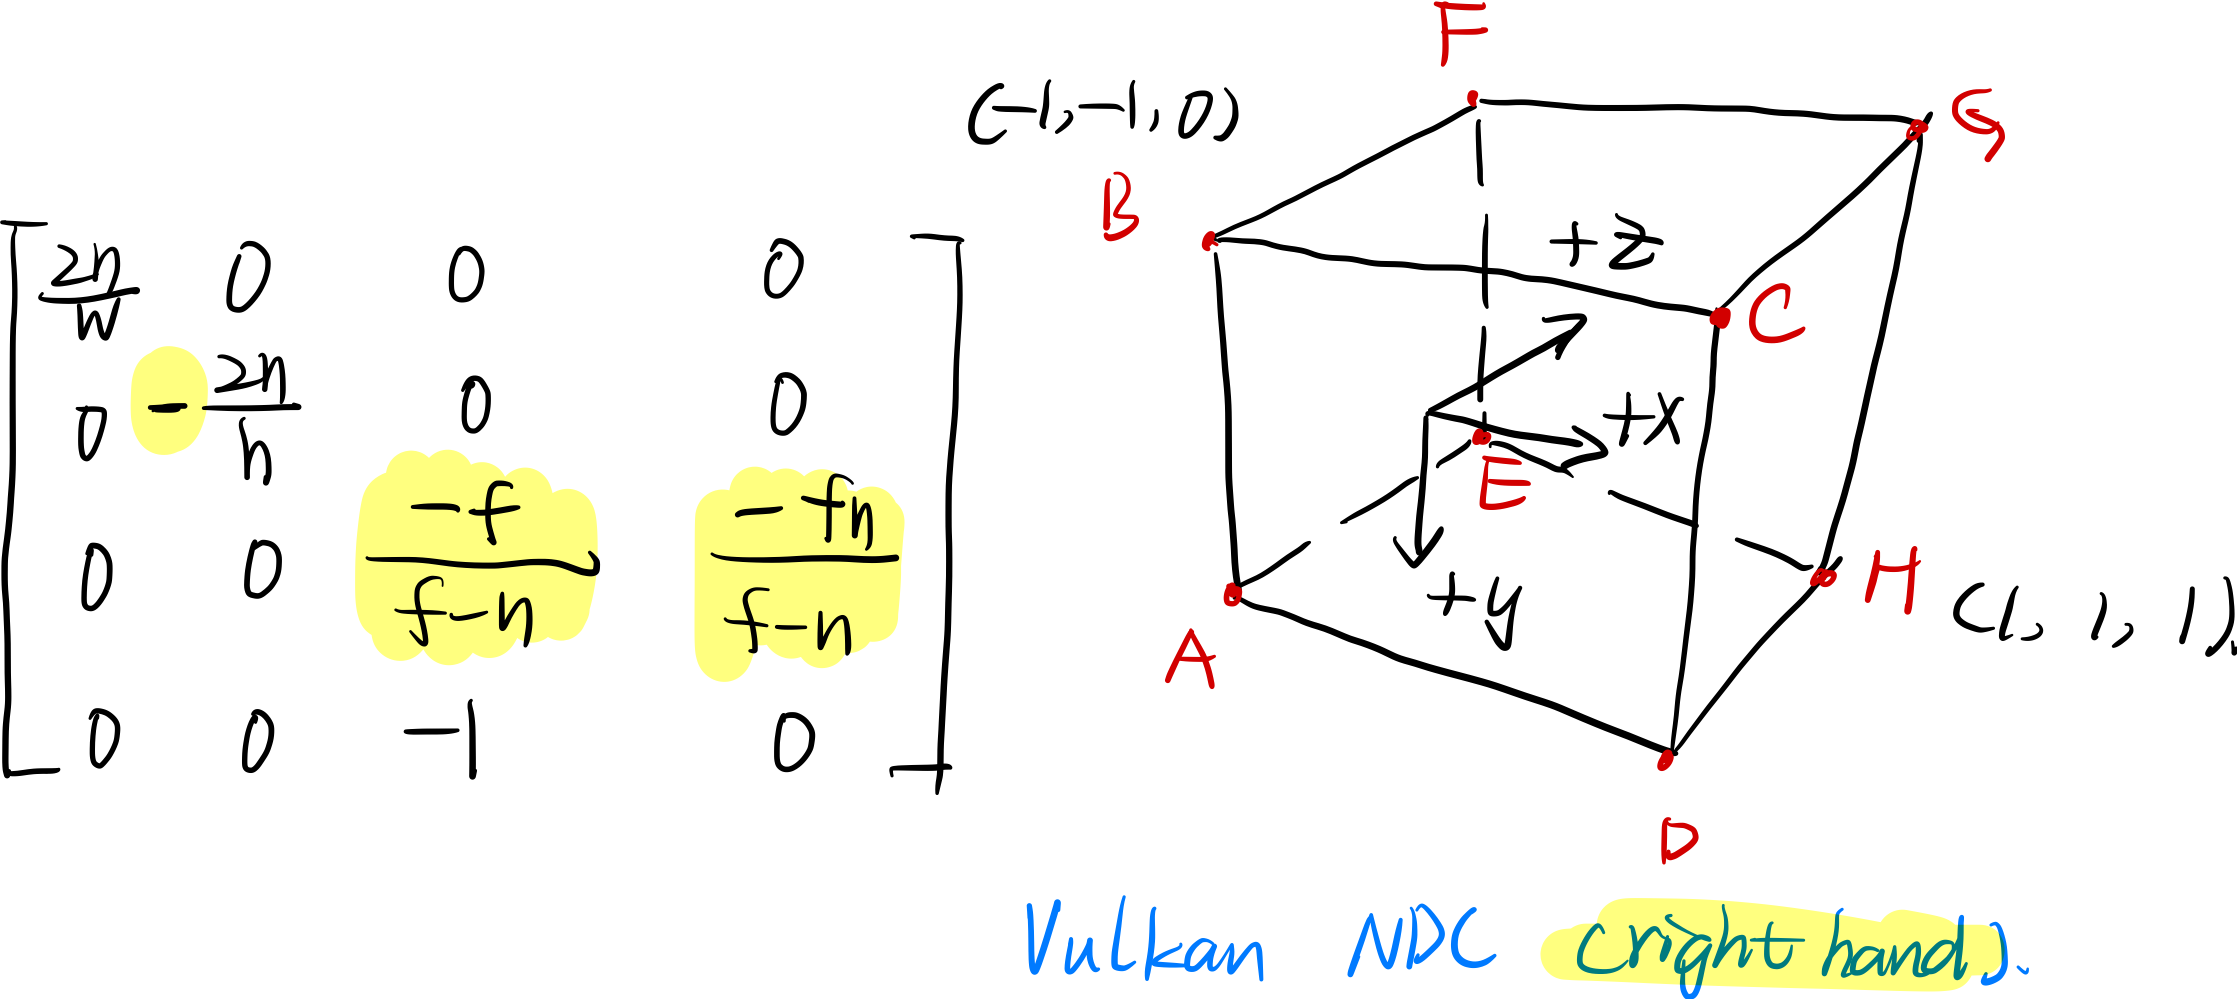 2n/w 0 0 0
0 -2n/h 0 0
0 0 -f/f-n -fn/f-n
0 0 -1 0
F
(-1,-1,0)
G
B
+z
C
+x
E
H (1, 1, 1).
+y
A
D
Vulkan NDC (right hand).